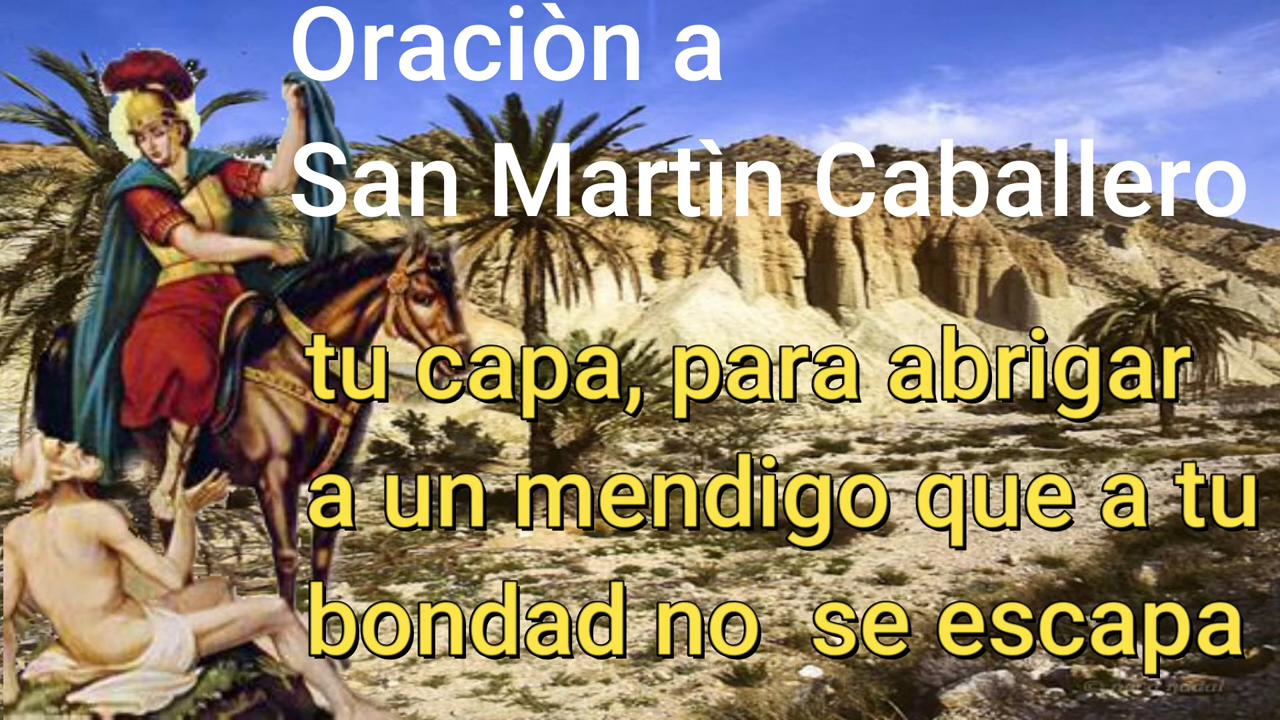 Oraciòn a
San Martìn Caballero
tu capa, para abrigar
a un mendigo que a tu
bondad no se escapa